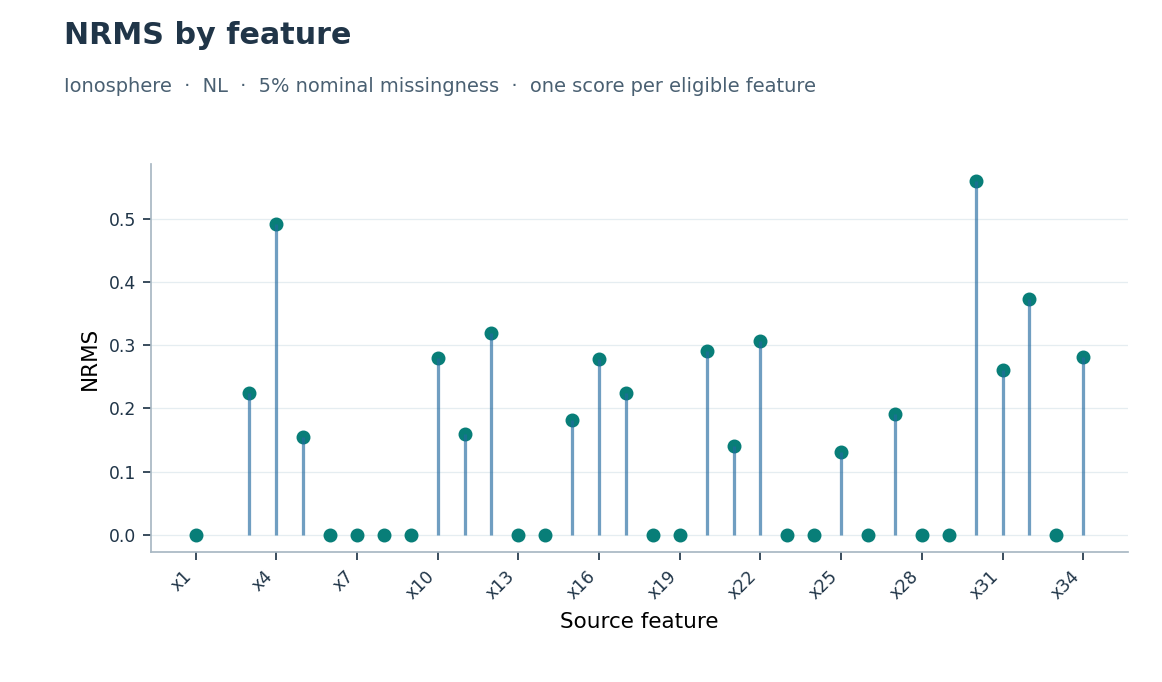 NRMS by feature
Ionosphere · NL · 5% nominal missingness · one score per eligible feature
NRMS
0.5
0.4
0.3
0.2
0.1
0.0
x1 x4 x7 x10 x13 x16 x19 x22 x25 x28 x31 x34
Source feature